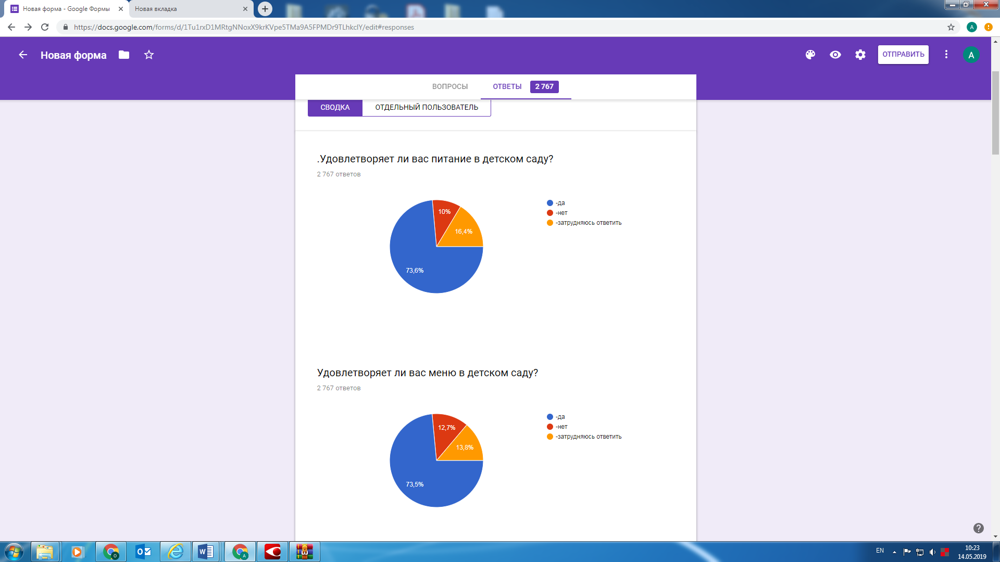 Новая форма - Google Формы
Новая вкладка
https://docs.google.com/forms/d/1Tu1rxD1MRtgNNoxX9krKVpe5TMa9A5FPMDr9TLhkcIY/edit#responses
A
Новая форма
ОТПРАВИТЬ
A
ВОПРОСЫ
ОТВЕТЫ
2 767
СВОДКА
ОТДЕЛЬНЫЙ ПОЛЬЗОВАТЕЛЬ
.Удовлетворяет ли вас питание в детском саду?
2 767 ответов
-да
-нет
-затрудняюсь ответить
10%
16,4%
73,6%
Удовлетворяет ли вас меню в детском саду?
2 767 ответов
-да
-нет
-затрудняюсь ответить
12,7%
13,8%
73,5%
EN
10:23
14.05.2019